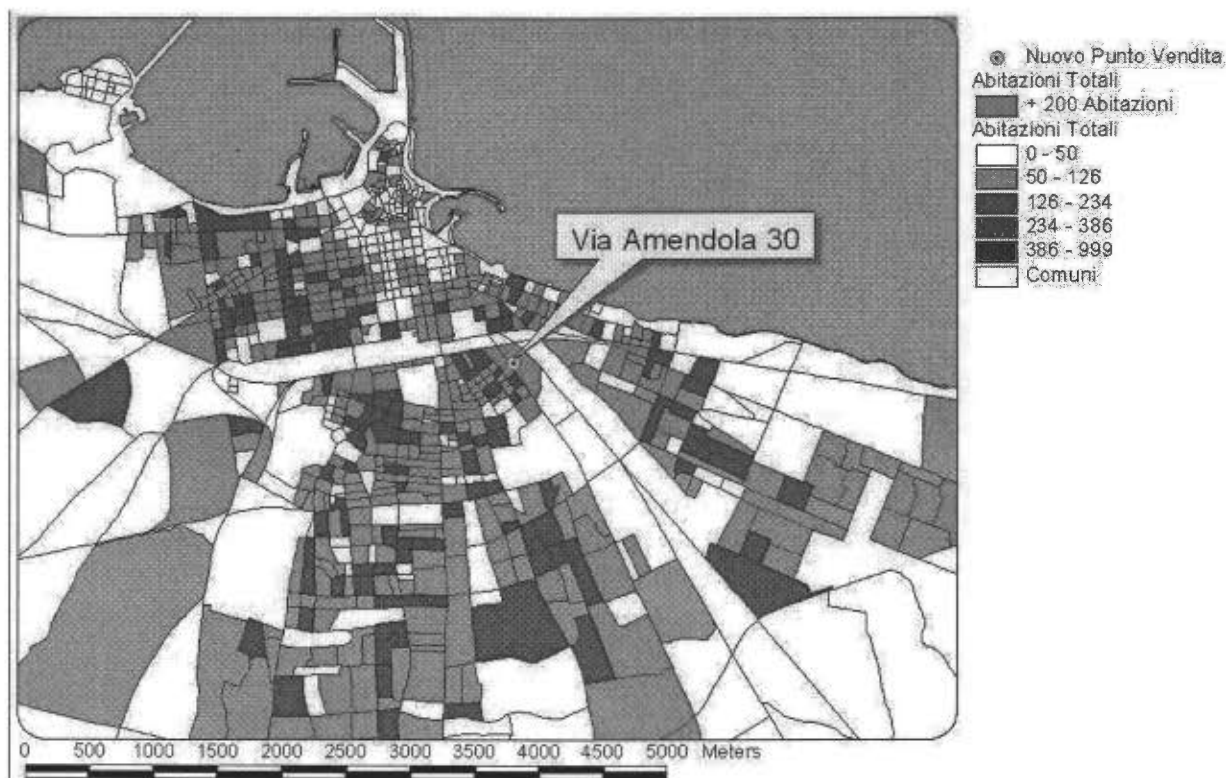 Nuovo Punto Vendita
Abitazioni Totali
+ 200 Abitazioni
Abitazioni Totali
0 - 50
50 - 126
126 - 234
234 - 386
386 - 999
Comuni
Via Amendola 30
0 500 1000 1500 2000 2500 3000 3500 4000 4500 5000 Meters